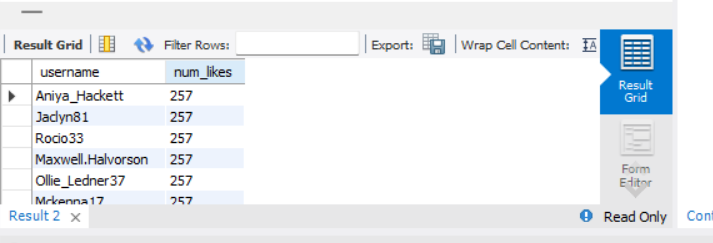 Result Grid Filter Rows: Export: Wrap Cell Content: IA
username num_likes
Aniya_Hackett 257
Jaclyn81 257
Rocio33 257
Maxwell.Halvorson 257
Ollie_Ledner37 257
Mckenna17 257
Result
Grid
Form
Editor
Result 2 × Read Only Cont